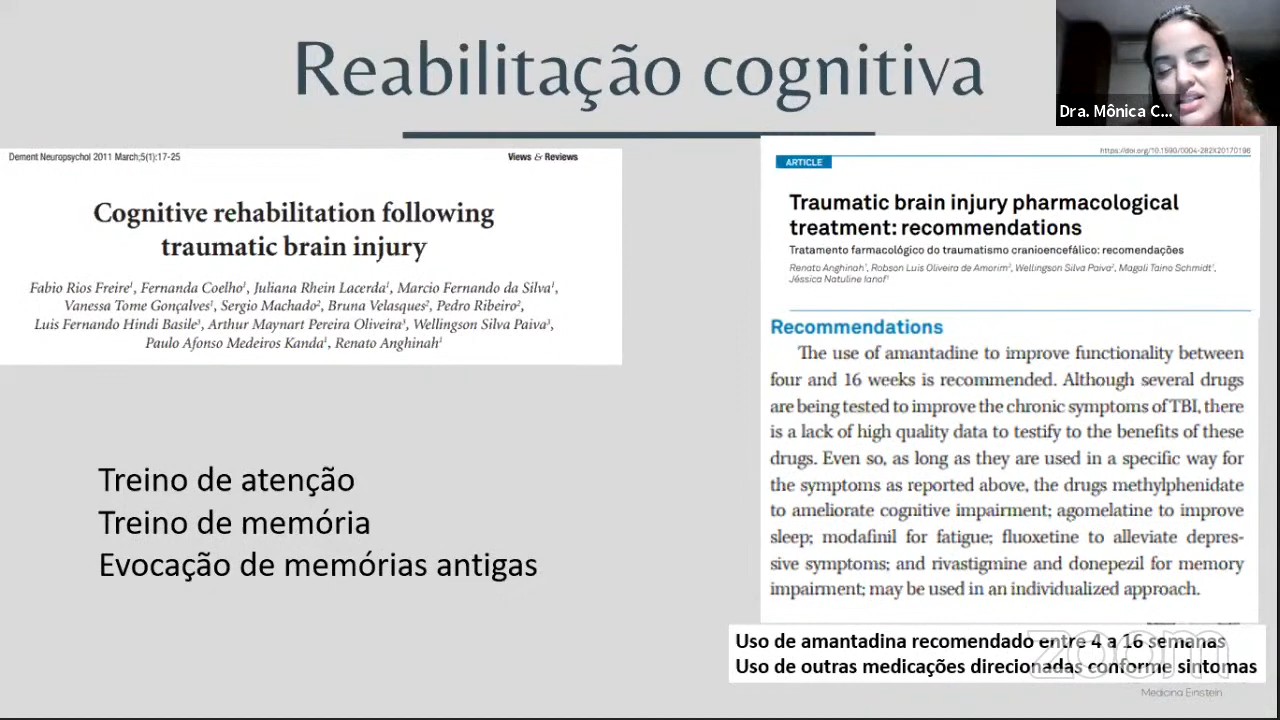 Reabilitação cognitiva
Dra. Mônica C...
Dement Neuropsychol 2011 March;5(1):17-25
Views & Reviews
Cognitive rehabilitation following
traumatic brain injury
Fabio Rios Freire¹, Fernanda Coelho¹, Juliana Rhein Lacerda¹, Marcio Fernando da Silva¹,
Vanessa Tome Gonçalves¹, Sergio Machado², Bruna Velasques², Pedro Ribeiro²,
Luis Fernando Hindi Basile³, Arthur Maynart Pereira Oliveira³, Wellingson Silva Paiva³,
Paulo Afonso Medeiros Kanda¹, Renato Anghinah¹
Treino de atenção
Treino de memória
Evocação de memórias antigas
https://doi.org/10.1590/0004-282X20170196
ARTICLE
Traumatic brain injury pharmacological
treatment: recommendations
Tratamento farmacológico do traumatismo cranioencefálico: recomendações
Renato Anghinah¹, Robson Luis Oliveira de Amorim², Wellingson Silva Paiva², Magali Taino Schmidt¹,
Jéssica Natuline Ianof¹
Recommendations
The use of amantadine to improve functionality between
four and 16 weeks is recommended. Although several drugs
are being tested to improve the chronic symptoms of TBI, there
is a lack of high quality data to testify to the benefits of these
drugs. Even so, as long as they are used in a specific way for
the symptoms as reported above, the drugs methylphenidate
to ameliorate cognitive impairment; agomelatine to improve
sleep; modafinil for fatigue; fluoxetine to alleviate depres-
sive symptoms; and rivastigmine and donepezil for memory
impairment; may be used in an individualized approach.
Uso de amantadina recomendado entre 4 a 16 semanas
Uso de outras medicações direcionadas conforme sintomas
zoom
Medicina Einstein